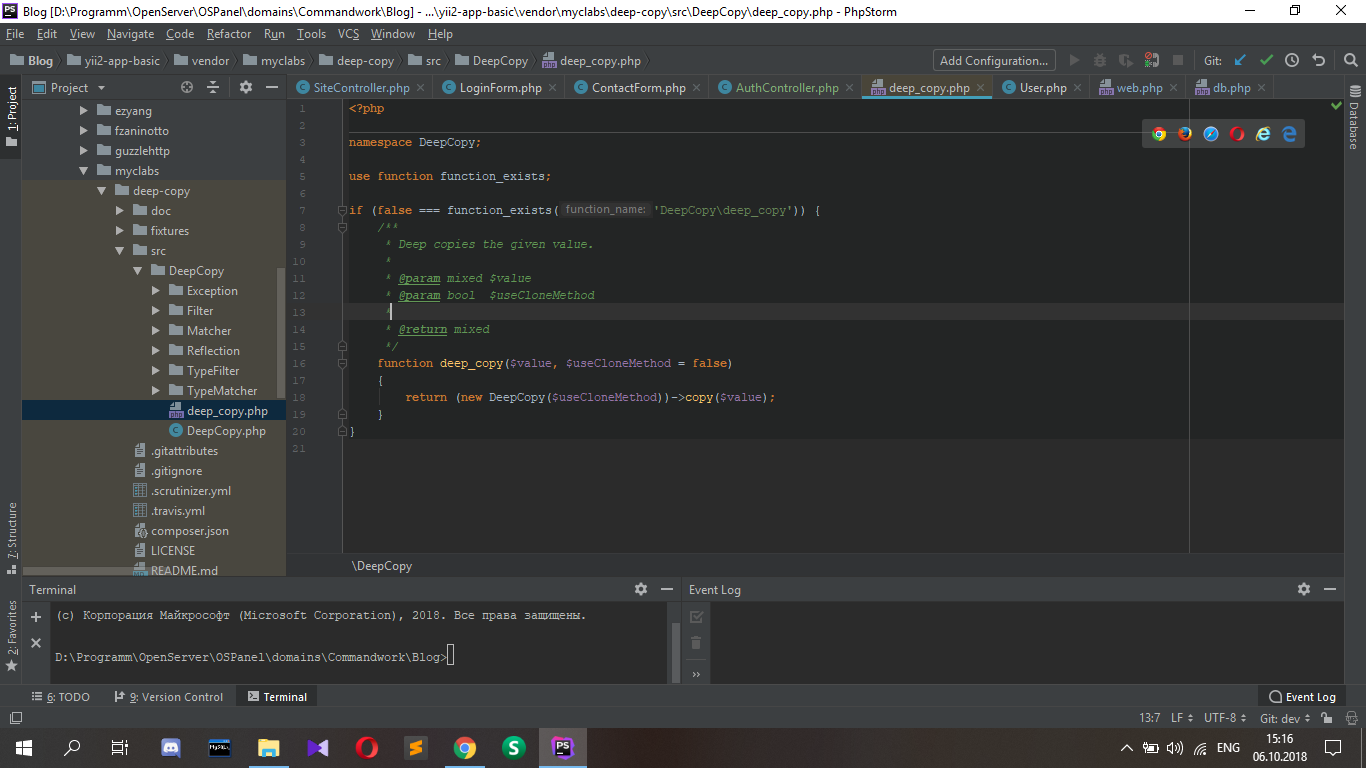 Blog [D:\Programm\OpenServer\OSPanel\domains\Commandwork\Blog] - ...\yii2-app-basic\vendor\myclabs\deep-copy\src\DeepCopy\deep_copy.php - PhpStorm
File Edit View Navigate Code Refactor Run Tools VCS Window Help
Blog yii2-app-basic vendor myclabs deep-copy src DeepCopy deep_copy.php Add Configuration... Git:
1: Project
Project
SiteController.php LoginForm.php ContactForm.php AuthController.php deep_copy.php User.php web.php db.php
Database
ezyang
fzaninotto
guzzlehttp
myclabs
deep-copy
doc
fixtures
src
DeepCopy
Exception
Filter
Matcher
Reflection
TypeFilter
TypeMatcher
deep_copy.php
DeepCopy.php
.gitattributes
.gitignore
.scrutinizer.yml
.travis.yml
composer.json
LICENSE
README.md
7: Structure
2: Favorites
1 <?php
2
3 namespace DeepCopy;
4
5 use function function_exists;
6
7 if (false === function_exists( function_name: 'DeepCopy\deep_copy')) {
8 /**
9 * Deep copies the given value.
10 *
11 * @param mixed $value
12 * @param bool  $useCloneMethod
13 *
14 * @return mixed
15 */
16 function deep_copy($value, $useCloneMethod = false)
17 {
18 return (new DeepCopy($useCloneMethod))->copy($value);
19 }
20 }
21
\DeepCopy
Terminal
(c) Корпорация Майкрософт (Microsoft Corporation), 2018. Все права защищены.
D:\Programm\OpenServer\OSPanel\domains\Commandwork\Blog>
Event Log
6: TODO 9: Version Control Terminal Event Log
13:7 LF UTF-8 Git: dev
MySQL
S
PS
ENG
15:16
06.10.2018